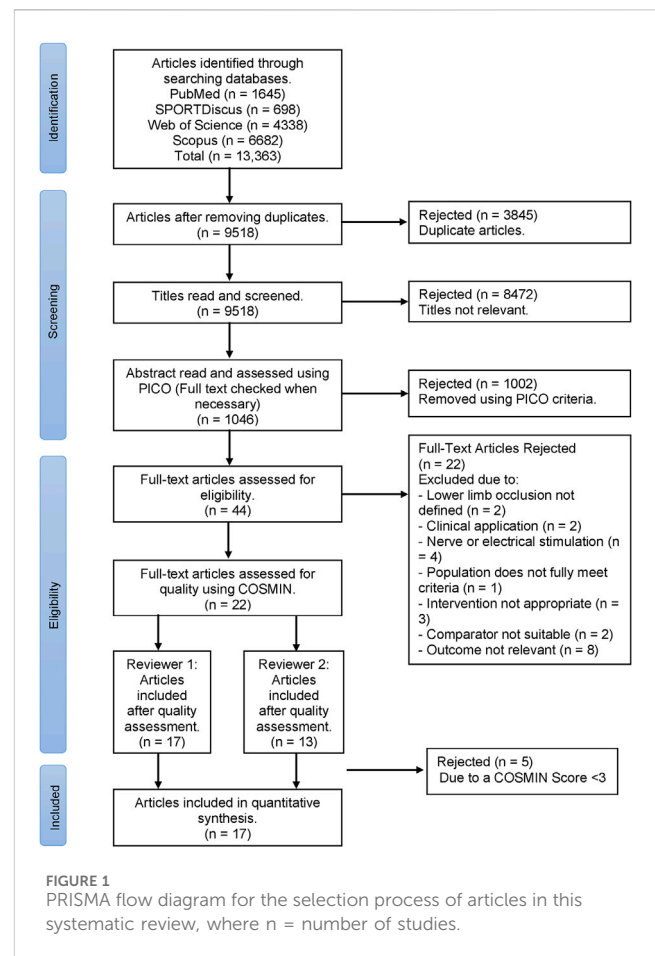 Identification
Articles identified through
searching databases.
PubMed (n = 1645)
SPORTDiscus (n = 698)
Web of Science (n = 4338)
Scopus (n = 6682)
Total (n = 13,363)
Screening
Articles after removing duplicates.
(n = 9518)
Rejected (n = 3845)
Duplicate articles.
Titles read and screened.
(n = 9518)
Rejected (n = 8472)
Titles not relevant.
Abstract read and assessed using
PICO (Full text checked when
necessary)
(n = 1046)
Rejected (n = 1002)
Removed using PICO criteria.
Eligibility
Full-text articles assessed for
eligibility.
(n = 44)
Full-Text Articles Rejected
(n = 22)
Excluded due to:
- Lower limb occlusion not
defined (n = 2)
- Clinical application (n = 2)
- Nerve or electrical stimulation (n
= 4)
- Population does not fully meet
criteria (n = 1)
- Intervention not appropriate (n =
3)
- Comparator not suitable (n = 2)
- Outcome not relevant (n = 8)
Full-text articles assessed for
quality using COSMIN.
(n = 22)
Reviewer 1:
Articles
included
after quality
assessment.
(n = 17)
Reviewer 2:
Articles
included
after quality
assessment.
(n = 13)
Rejected (n = 5)
Due to a COSMIN Score <3
Included
Articles included in quantitative
synthesis.
(n = 17)
FIGURE 1
PRISMA flow diagram for the selection process of articles in this
systematic review, where n = number of studies.